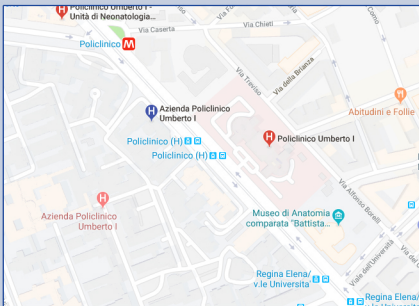 Policlinico Umberto I -
Unità di Neonatologia...
Via Caserta
Via Chieti
Policlinico M
Via Treviso
Via della Brianza
H Azienda Policlinico
Umberto I
Abitudini e Follie
Policlinico (H)
H Policlinico Umberto I
Policlinico (H)
H
Azienda Policlinico
Umberto I
Via Alfonso Borelli
Museo di Anatomia
comparata "Battista...
Viale dell'Università
Regina Elena/
v.le Università
Regina Elena/